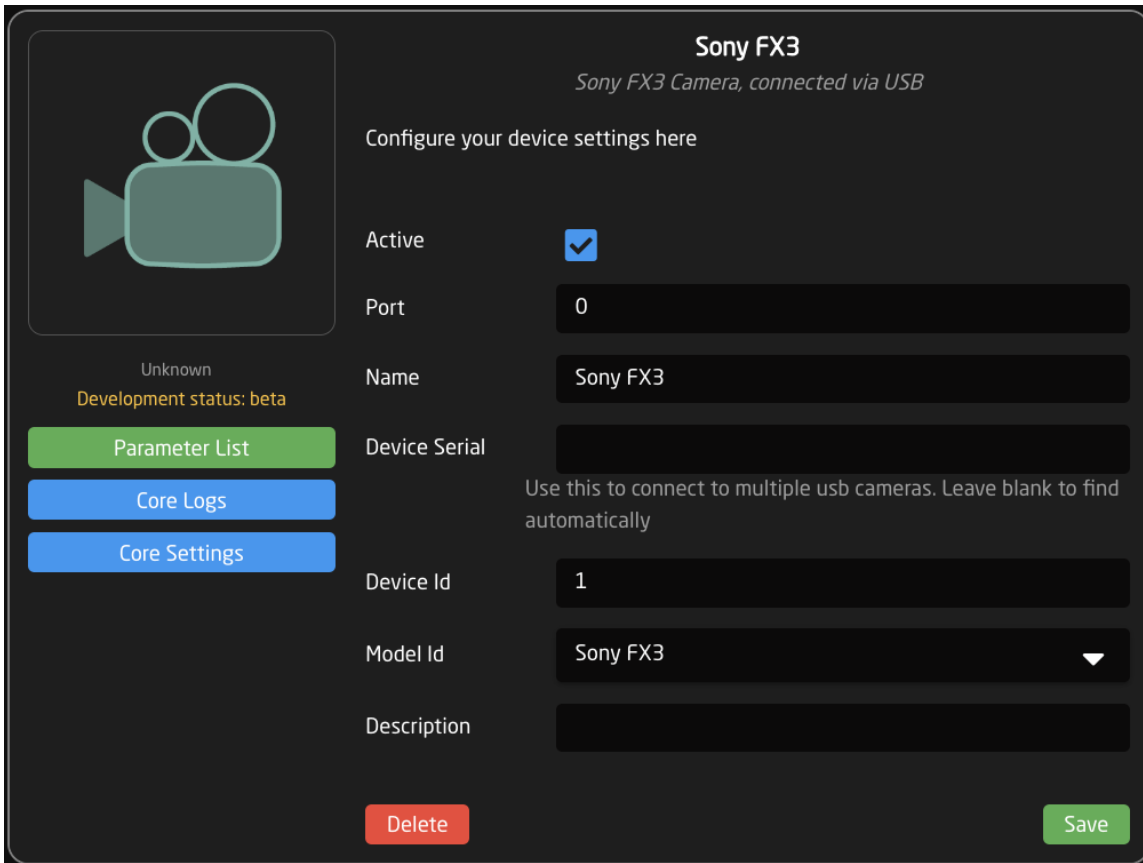 Sony FX3
Sony FX3 Camera, connected via USB
Configure your device settings here
Active
Port
0
Name
Sony FX3
Device Serial
Use this to connect to multiple usb cameras. Leave blank to find
automatically
Device Id
1
Model Id
Sony FX3
Description
Delete
Save
Unknown
Development status: beta
Parameter List
Core Logs
Core Settings